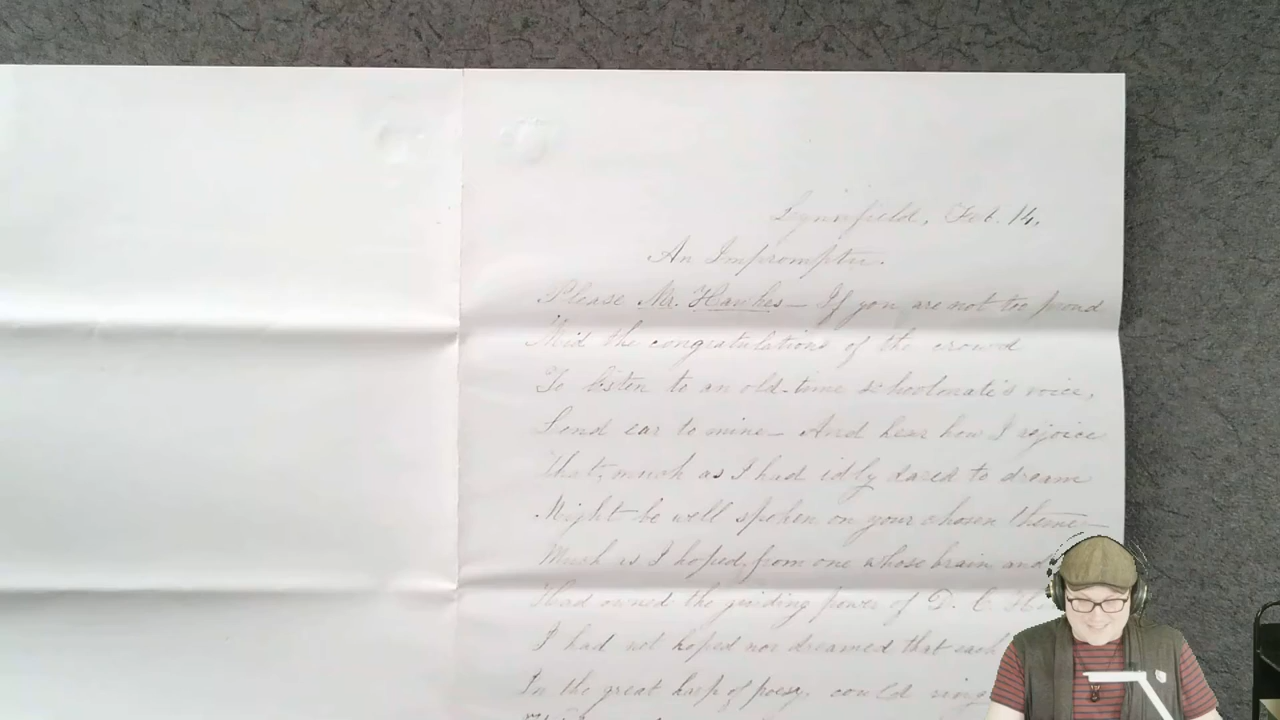 Lynnfield, Feb. 14,
An Impromptu.
Please Mr. Hawkes— If you are not too proud
'Mid the congratulations of the crowd
To listen to an old-time schoolmate's voice,
Lend ear to mine— And hear how I rejoice
That, much as I had idly dared to dream
Might be well spoken on your chosen theme—
Much as I hoped, from one whose brain and
Had owned the guiding power of D. C.
I had not hoped nor dreamed that each
In the great harp of poesy, could ring